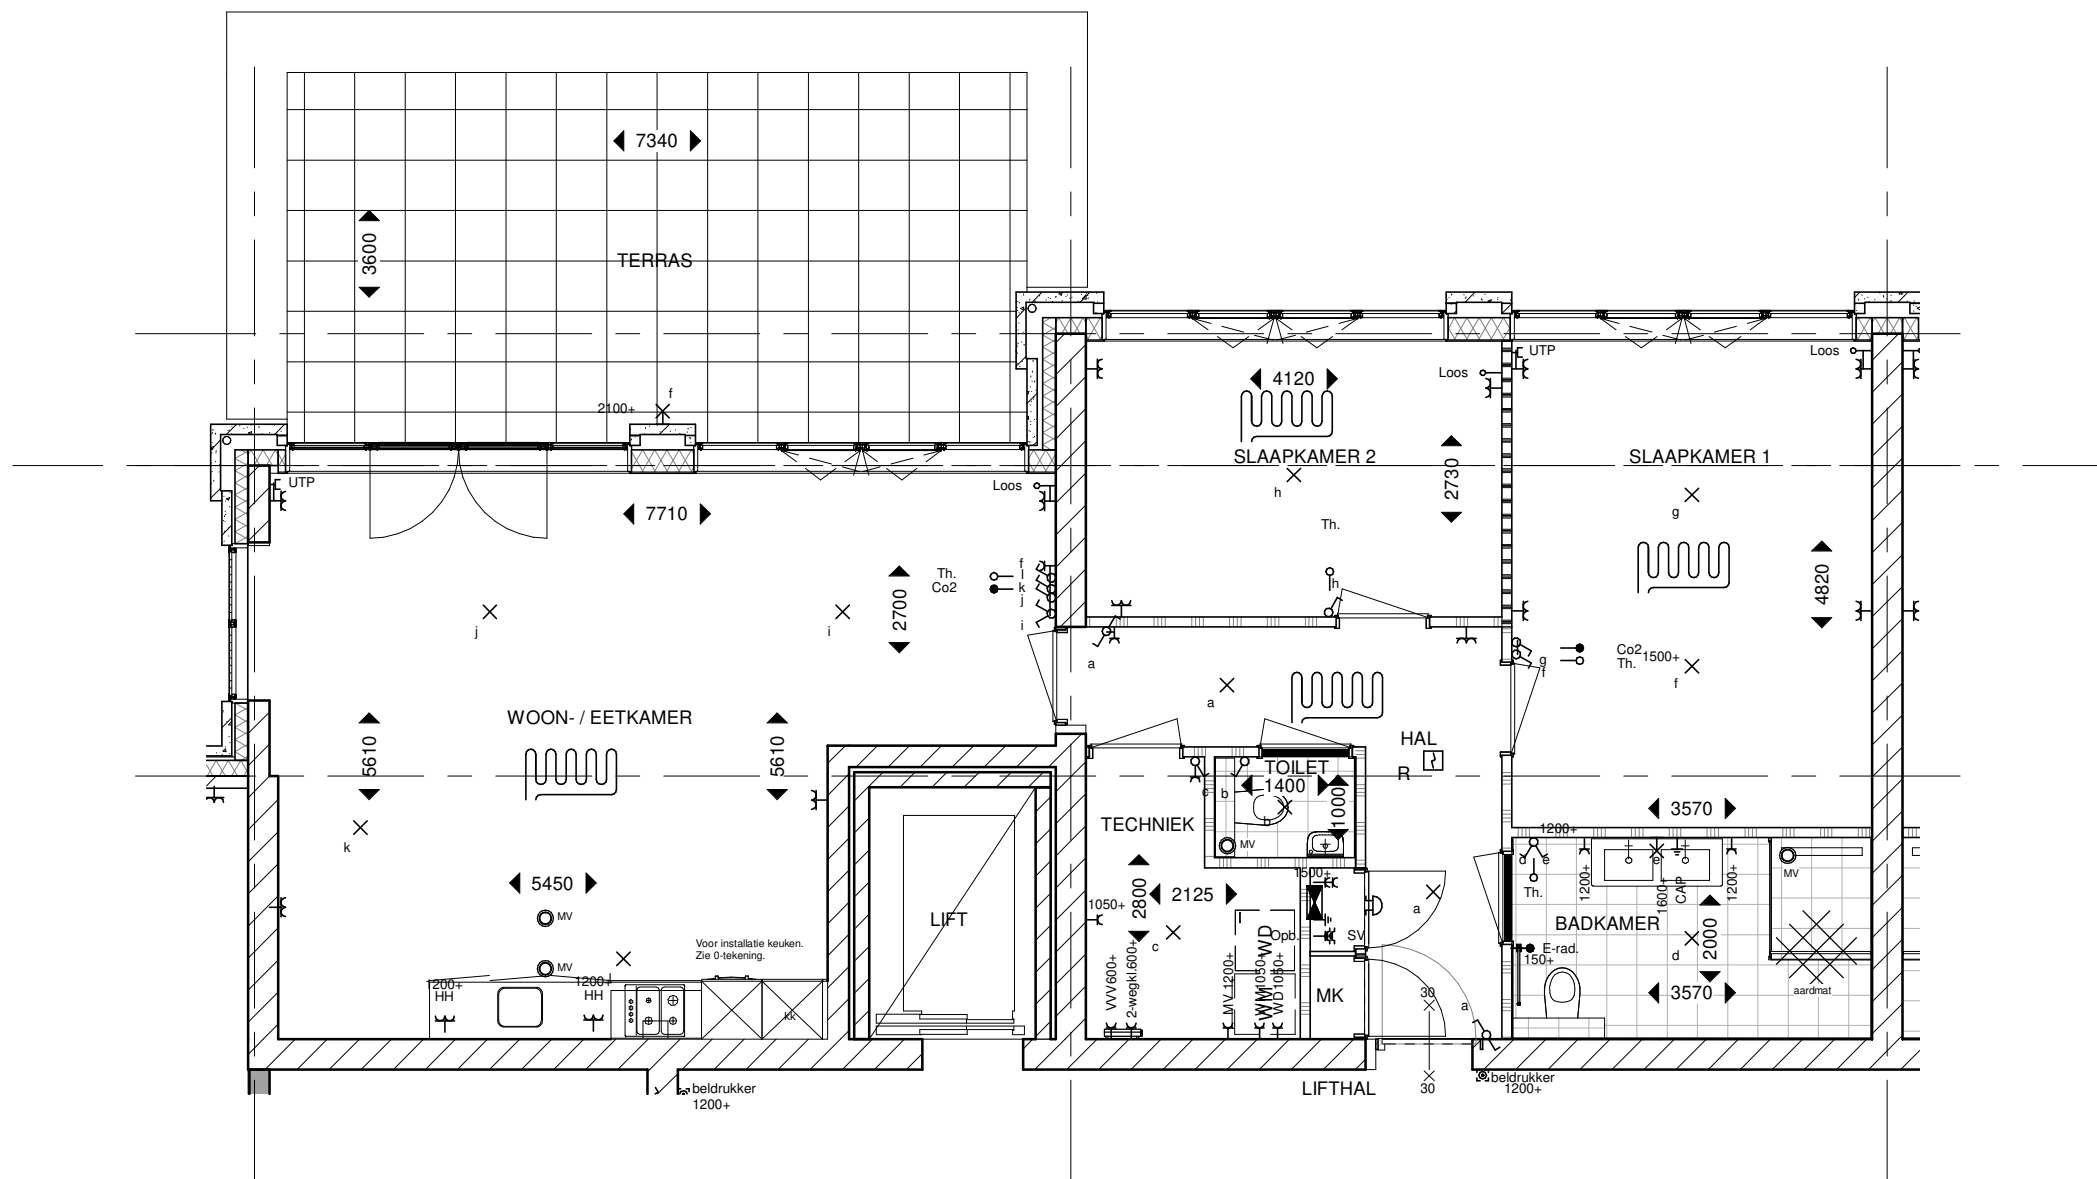 7340
3600
TERRAS
f
2100+
UTP
Loos
7710
4120
SLAAPKAMER 2
h
2730
Th.
h
Loos
UTP
Loos
SLAAPKAMER 1
g
4820
Co2
Th.
1500+
g
f
f
Th.
Co2
f
l
k
j
i
2700
j
i
WOON- / EETKAMER
5610
5610
k
5450
MV
MV
Voor installatie keuken.
Zie 0-tekening.
1200+
HH
1200+
HH
kk
LIFT
a
a
HAL
R
TOILET
1400
1000
c
b
b
MV
TECHNIEK
2800
2125
1050+
c
1500+
Opb.
SV
a
WD
WM
VVV600+
2-wegkl.600+
MV 1200+
WM1050+
WD1050+
MK
30
a
30
LIFTHAL
3570
1200+
d
e
e
Th.
1200+
1600+
CAP
1200+
MV
BADKAMER
2000
E-rad.
150+
d
3570
aardmat
beldrukker
1200+
beldrukker
1200+